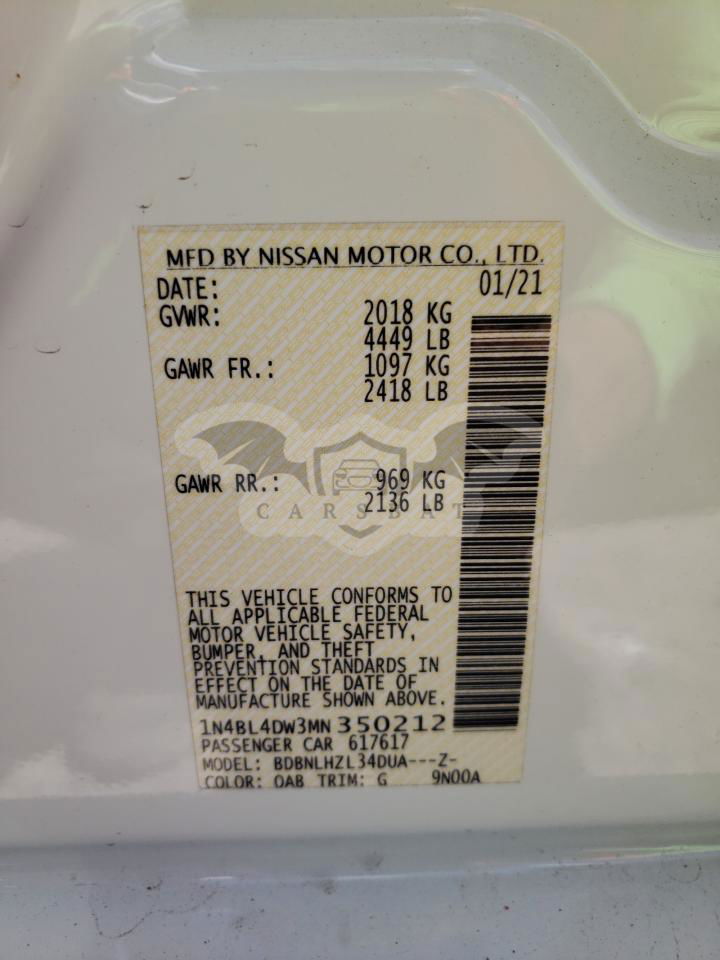 MFD BY NISSAN MOTOR CO., LTD.
DATE: 01/21
GVWR: 2018 KG
4449 LB
GAWR FR.: 1097 KG
2418 LB
GAWR RR.: 969 KG
2136 LB
CARSBAT
THIS VEHICLE CONFORMS TO
ALL APPLICABLE FEDERAL
MOTOR VEHICLE SAFETY,
BUMPER, AND THEFT
PREVENTION STANDARDS IN
EFFECT ON THE DATE OF
MANUFACTURE SHOWN ABOVE.
1N4BL4DW3MN350212
PASSENGER CAR 617617
MODEL: BDBNLHZL34DUA---Z-
COLOR: QAB TRIM: G 9N00A